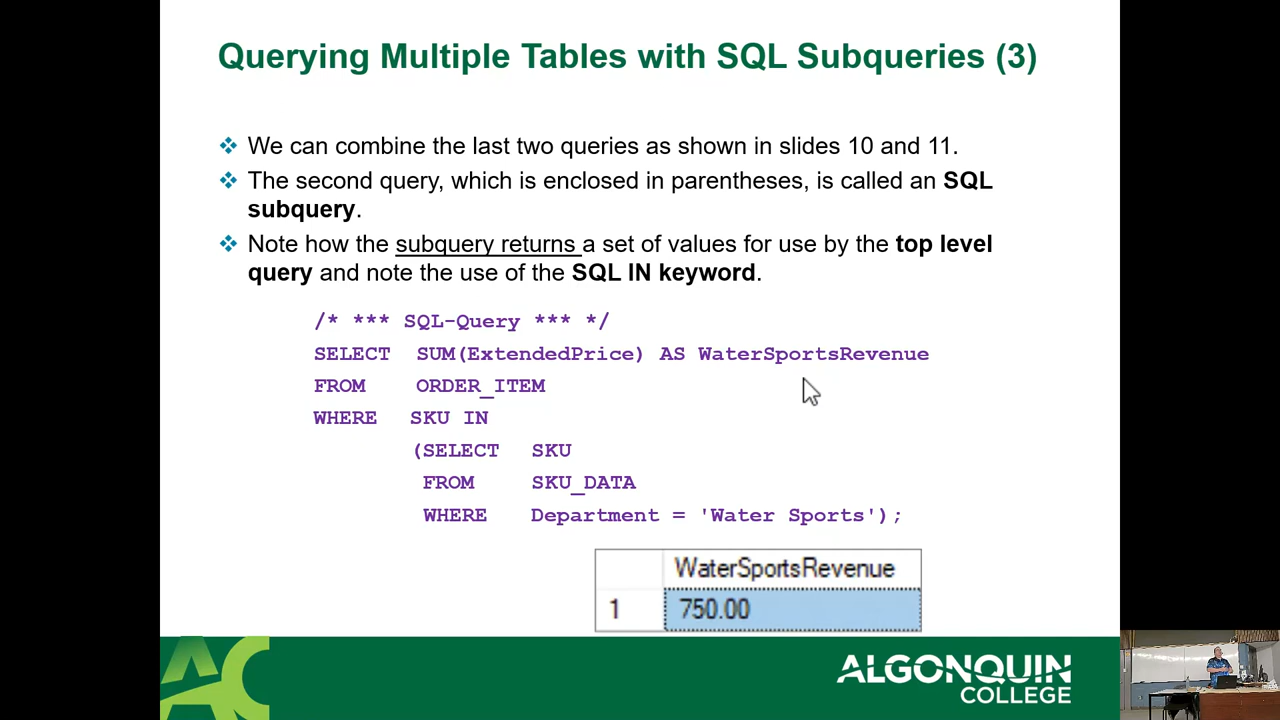 Querying Multiple Tables with SQL Subqueries (3)
We can combine the last two queries as shown in slides 10 and 11.
The second query, which is enclosed in parentheses, is called an SQL
subquery.
Note how the subquery returns a set of values for use by the top level
query and note the use of the SQL IN keyword.
/* *** SQL-Query *** */
SELECT SUM(ExtendedPrice) AS WaterSportsRevenue
FROM ORDER_ITEM
WHERE SKU IN
(SELECT SKU
FROM SKU_DATA
WHERE Department = 'Water Sports');
WaterSportsRevenue
1 750.00
AC
ALGONQUIN
COLLEGE